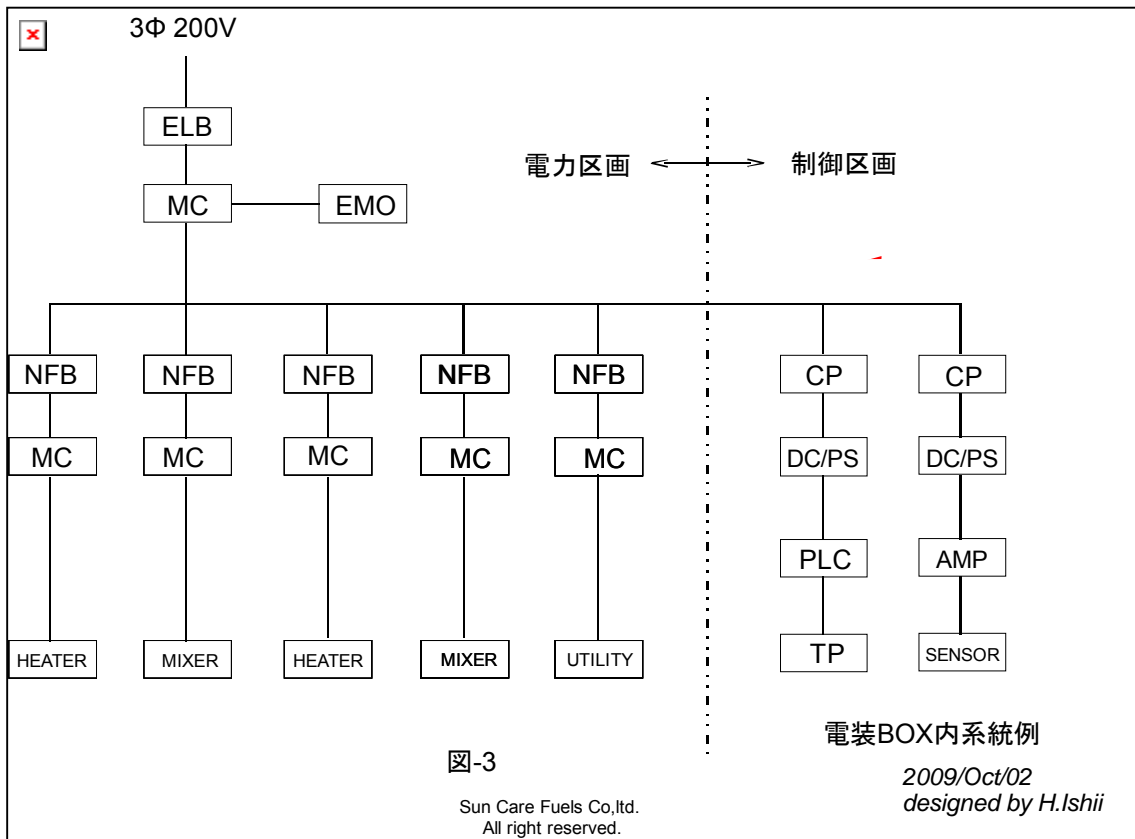 3Φ 200V
ELB
電力区画
制御区画
MC
EMO
NFB NFB NFB NFB NFB CP CP
MC MC MC MC MC DC/PS DC/PS
PLC AMP
HEATER MIXER HEATER MIXER UTILITY TP SENSOR
電装BOX内系統例
図-3
2009/Oct/02
designed by H.Ishii
Sun Care Fuels Co,ltd.
All right reserved.